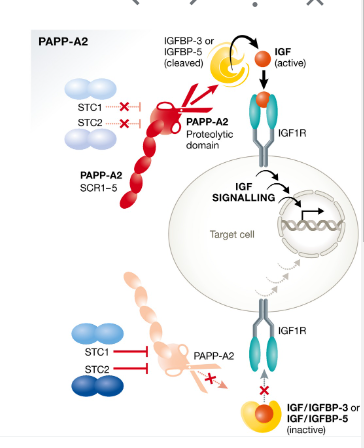 PAPP-A2
IGFBP-3 or
IGFBP-5
(cleaved)
IGF
(active)
STC1
STC2
PAPP-A2
Proteolytic
domain
IGF1R
PAPP-A2
SCR1–5
IGF
SIGNALLING
Target cell
IGF1R
STC1
STC2
PAPP-A2
IGF/IGFBP-3 or
IGF/IGFBP-5
(inactive)